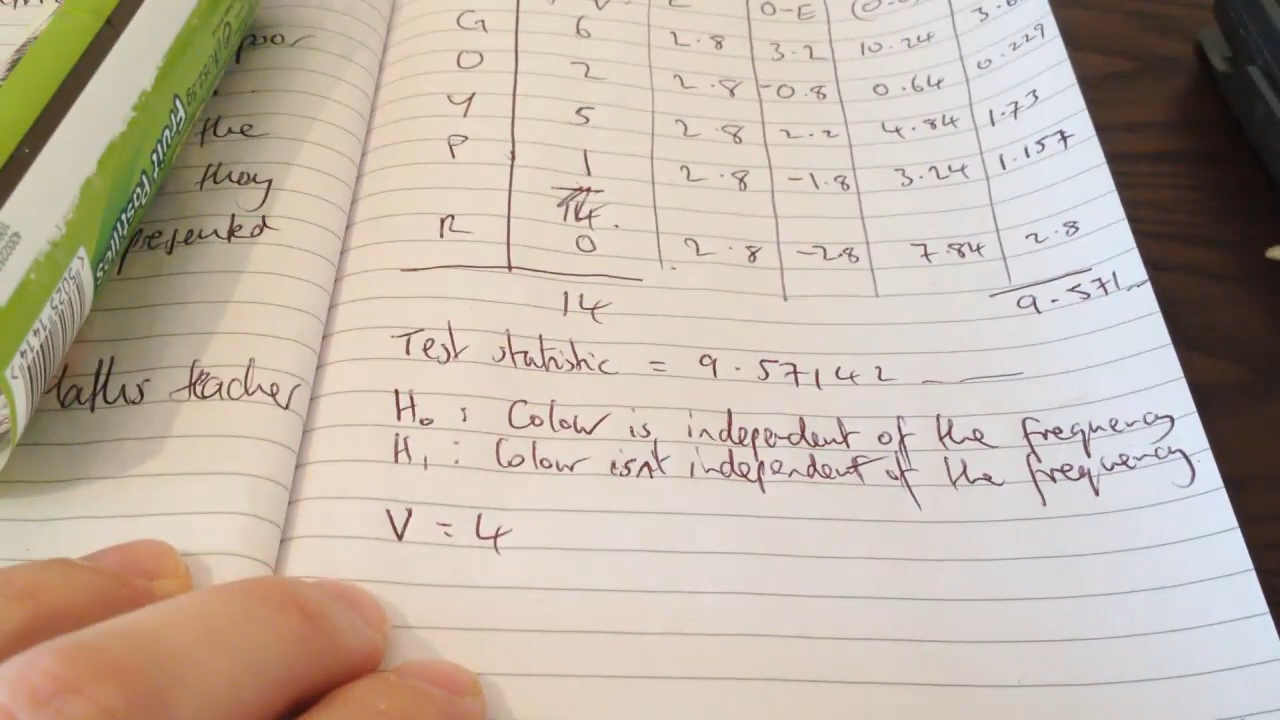 O-E
G 6 2.8 3.2 10.24
O 2 2.8 -0.8 0.64 0.229
Y 5 2.8 2.2 4.84 1.73
P 1 2.8 -1.8 3.24 1.157
14.
R 0 2.8 -2.8 7.84 2.8
14 9.571
Test statistic = 9.57142
H₀ : Colour is independent of the frequency
H₁ : Colour isnt independent of the frequency.
V = 4
the
they
presented
teacher
Fruit Pastilles